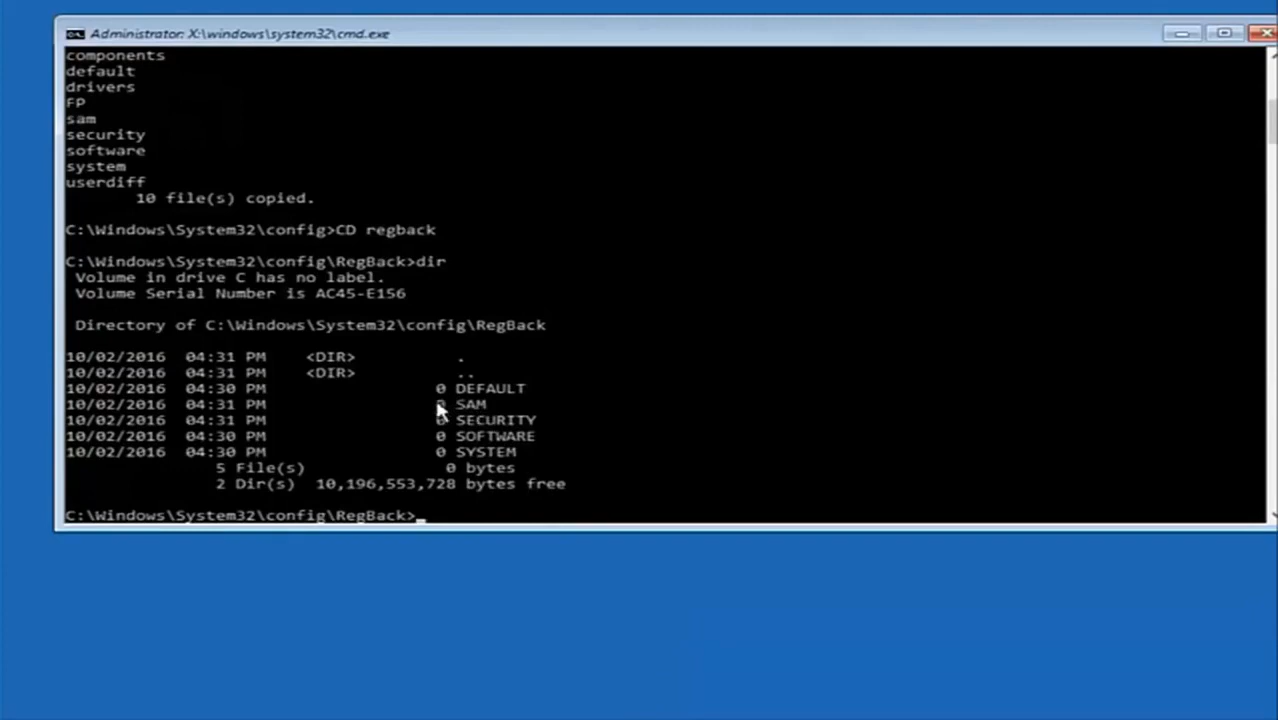 Administrator: X:\windows\system32\cmd.exe
components
default
drivers
FP
sam
security
software
system
userdiff
10 file(s) copied.
C:\Windows\System32\config>CD regback
C:\Windows\System32\config\RegBack>dir
Volume in drive C has no label.
Volume Serial Number is AC45-E156
Directory of C:\Windows\System32\config\RegBack
10/02/2016 04:31 PM <DIR> .
10/02/2016 04:31 PM <DIR> ..
10/02/2016 04:30 PM 0 DEFAULT
10/02/2016 04:31 PM 0 SAM
10/02/2016 04:31 PM 0 SECURITY
10/02/2016 04:30 PM 0 SOFTWARE
10/02/2016 04:30 PM 0 SYSTEM
5 File(s) 0 bytes
2 Dir(s) 10,196,553,728 bytes free
C:\Windows\System32\config\RegBack>_